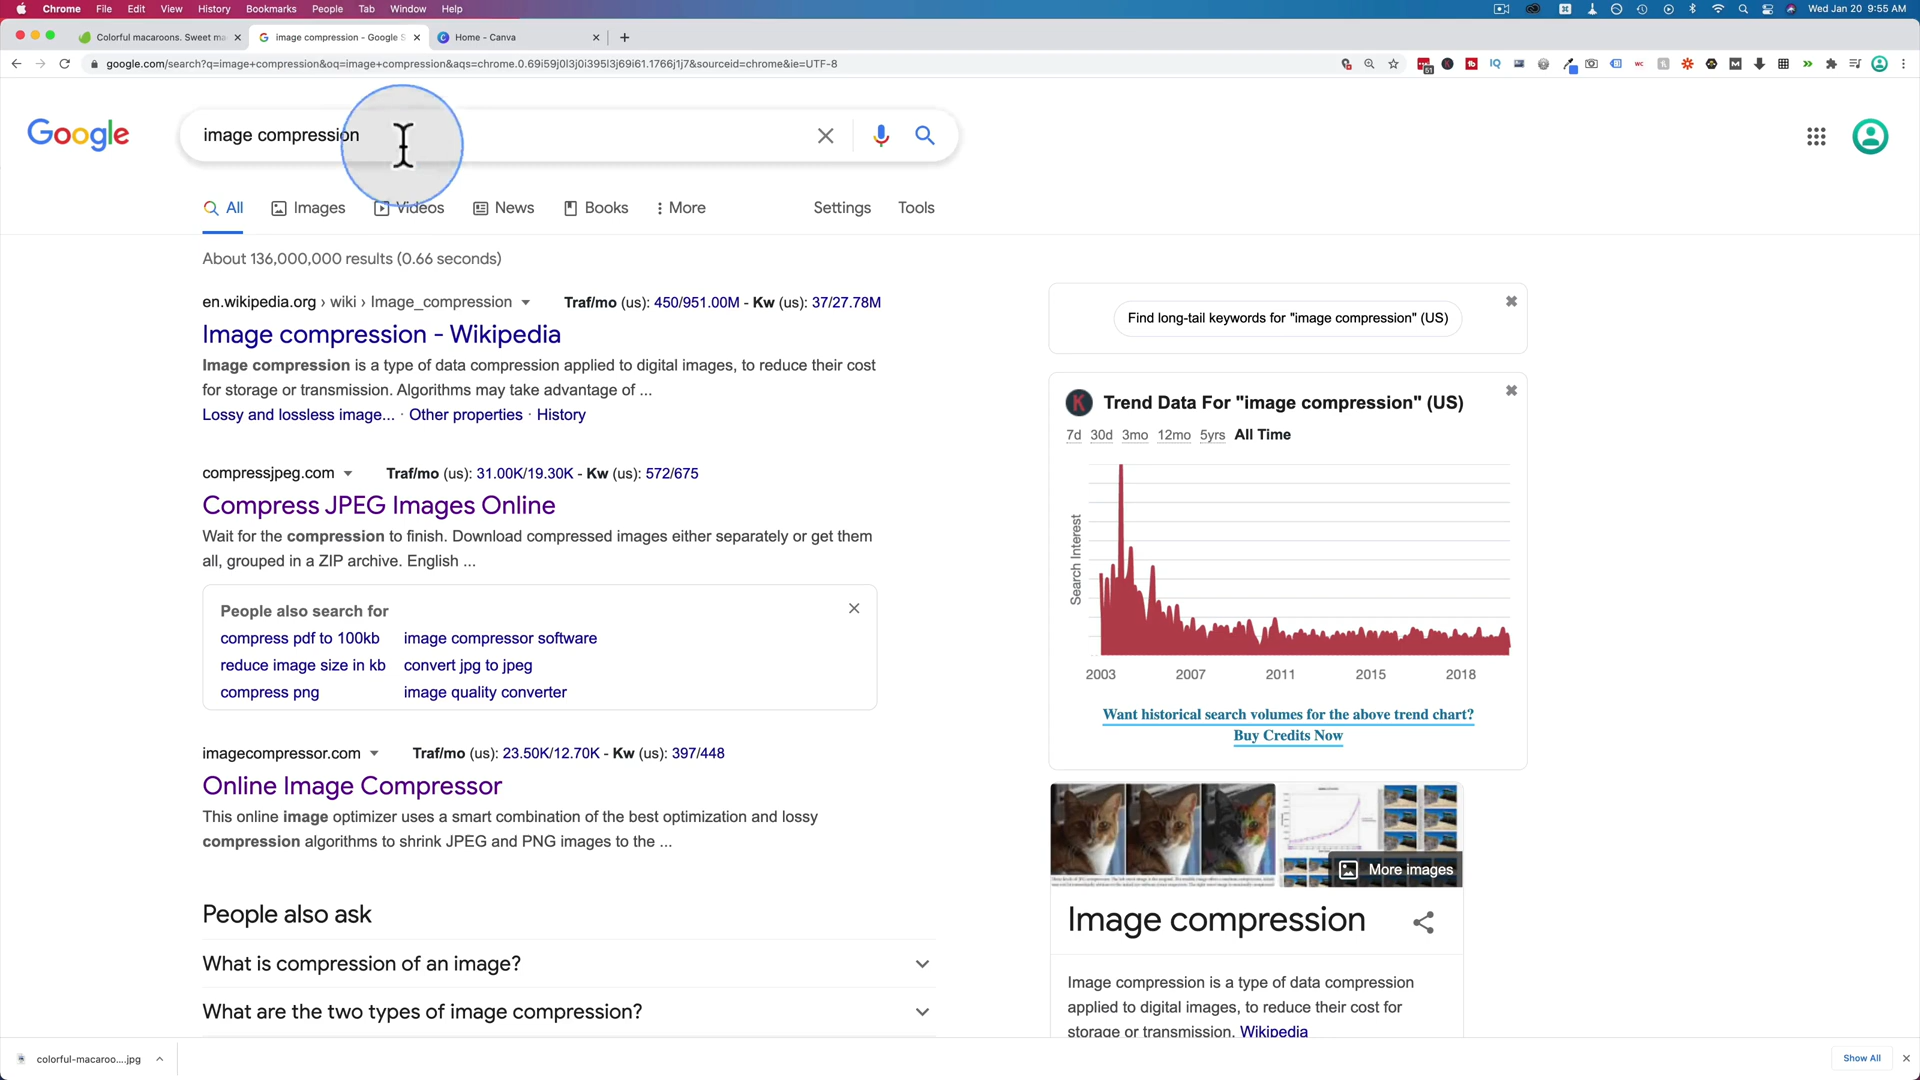 Chrome File Edit View History Bookmarks People Tab Window Help
Wed Jan 20 9:55 AM
Colorful macaroons. Sweet ma
image compression - Google S
Home - Canva
google.com/search?q=image+compression&oq=image+compression&aqs=chrome.0.69i59j0l3j0i395l3j69i61.1766j1j7&sourceid=chrome&ie=UTF-8
Google
image compression
All Images Videos News Books More Settings Tools
About 136,000,000 results (0.66 seconds)
en.wikipedia.org › wiki › Image_compression Traf/mo (us): 450/951.00M - Kw (us): 37/27.78M
Image compression - Wikipedia
Image compression is a type of data compression applied to digital images, to reduce their cost
for storage or transmission. Algorithms may take advantage of ...
Lossy and lossless image... · Other properties · History
compressjpeg.com Traf/mo (us): 31.00K/19.30K - Kw (us): 572/675
Compress JPEG Images Online
Wait for the compression to finish. Download compressed images either separately or get them
all, grouped in a ZIP archive. English ...
People also search for
compress pdf to 100kb image compressor software
reduce image size in kb convert jpg to jpeg
compress png image quality converter
imagecompressor.com Traf/mo (us): 23.50K/12.70K - Kw (us): 397/448
Online Image Compressor
This online image optimizer uses a smart combination of the best optimization and lossy
compression algorithms to shrink JPEG and PNG images to the ...
People also ask
What is compression of an image?
What are the two types of image compression?
Find long-tail keywords for "image compression" (US)
Trend Data For "image compression" (US)
7d 30d 3mo 12mo 5yrs All Time
Search Interest
2003 2007 2011 2015 2018
Want historical search volumes for the above trend chart?
Buy Credits Now
More images
Image compression
Image compression is a type of data compression
applied to digital images, to reduce their cost for
storage or transmission. Wikipedia
colorful-macaroo....jpg
Show All